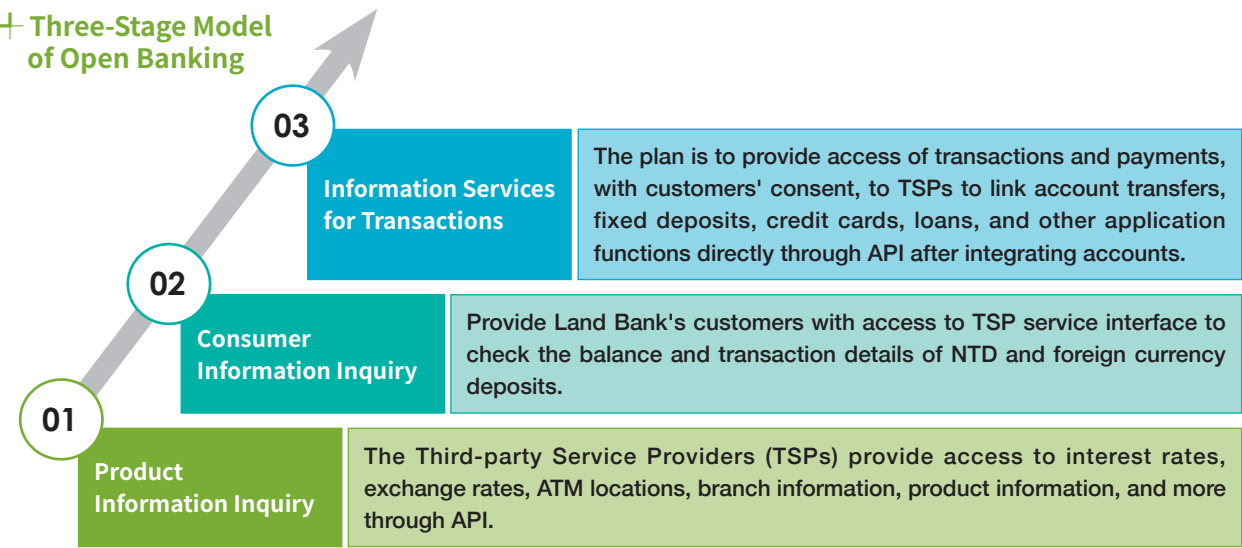 Three-Stage Model
of Open Banking
03
Information Services
for Transactions
The plan is to provide access of transactions and payments,
with customers' consent, to TSPs to link account transfers,
fixed deposits, credit cards, loans, and other application
functions directly through API after integrating accounts.
02
Consumer
Information Inquiry
Provide Land Bank's customers with access to TSP service interface to
check the balance and transaction details of NTD and foreign currency
deposits.
01
Product
Information Inquiry
The Third-party Service Providers (TSPs) provide access to interest rates,
exchange rates, ATM locations, branch information, product information, and more
through API.